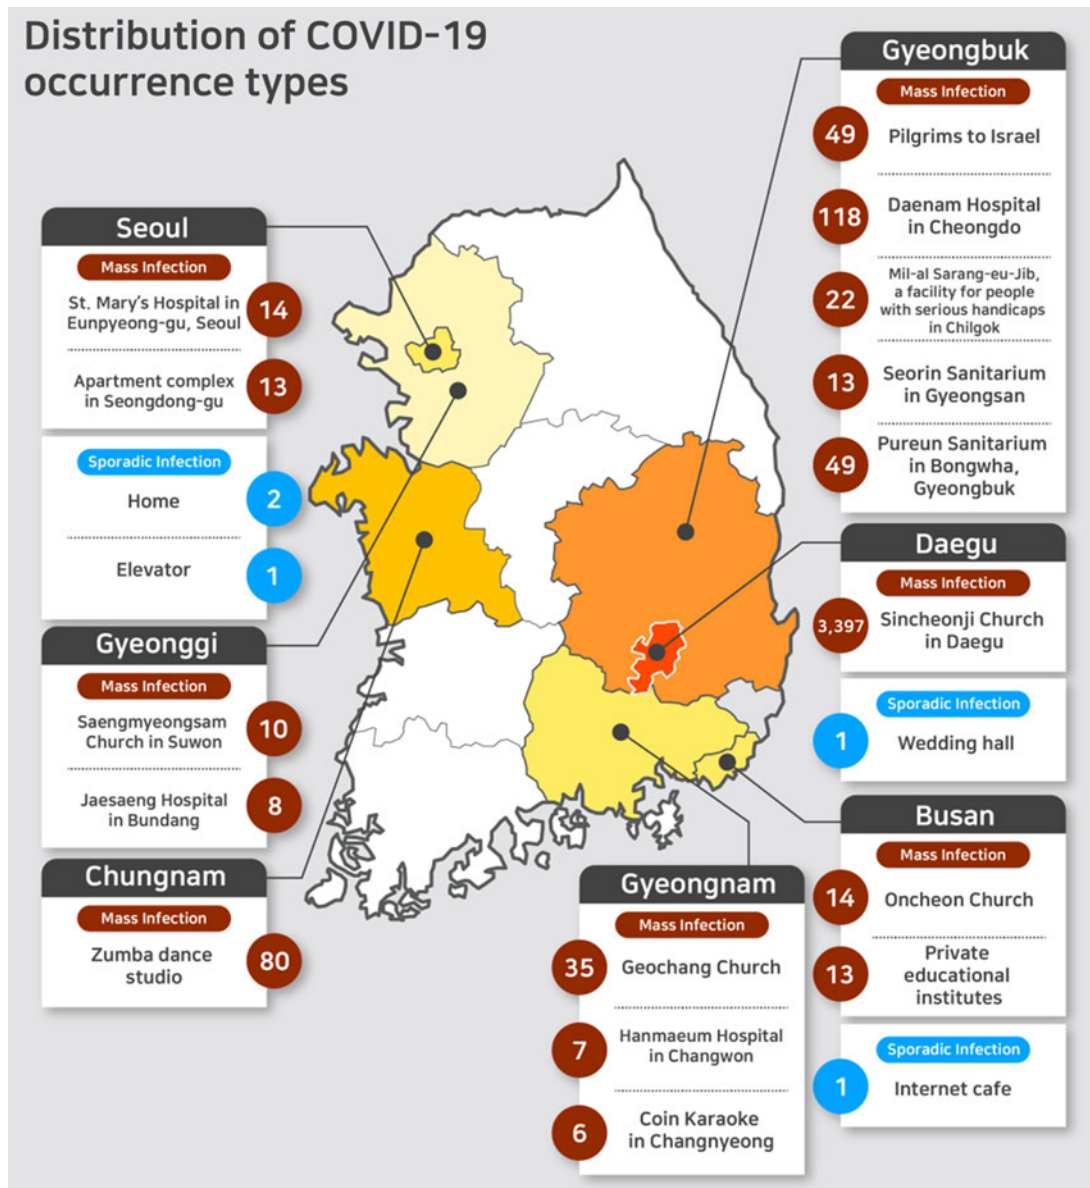 Distribution of COVID-19
occurrence types
Seoul
Mass Infection
St. Mary's Hospital in
Eunpyeong-gu, Seoul
14
Apartment complex
in Seongdong-gu
13
Sporadic Infection
Home
2
Elevator
1
Gyeonggi
Mass Infection
Saengmyeongsam
Church in Suwon
10
Jaesaeng Hospital
in Bundang
8
Chungnam
Mass Infection
Zumba dance
studio
80
Gyeongbuk
Mass Infection
49
Pilgrims to Israel
118
Daenam Hospital
in Cheongdo
22
Mil-al Sarang-eu-Jib,
a facility for people
with serious handicaps
in Chilgok
13
Seorin Sanitarium
in Gyeongsan
49
Pureun Sanitarium
in Bongwha,
Gyeongbuk
Daegu
Mass Infection
3,397
Sincheonji Church
in Daegu
Sporadic Infection
1
Wedding hall
Busan
Mass Infection
14
Oncheon Church
13
Private
educational
institutes
Sporadic Infection
1
Internet cafe
Gyeongnam
Mass Infection
35
Geochang Church
7
Hanmaeum Hospital
in Changwon
6
Coin Karaoke
in Changnyeong